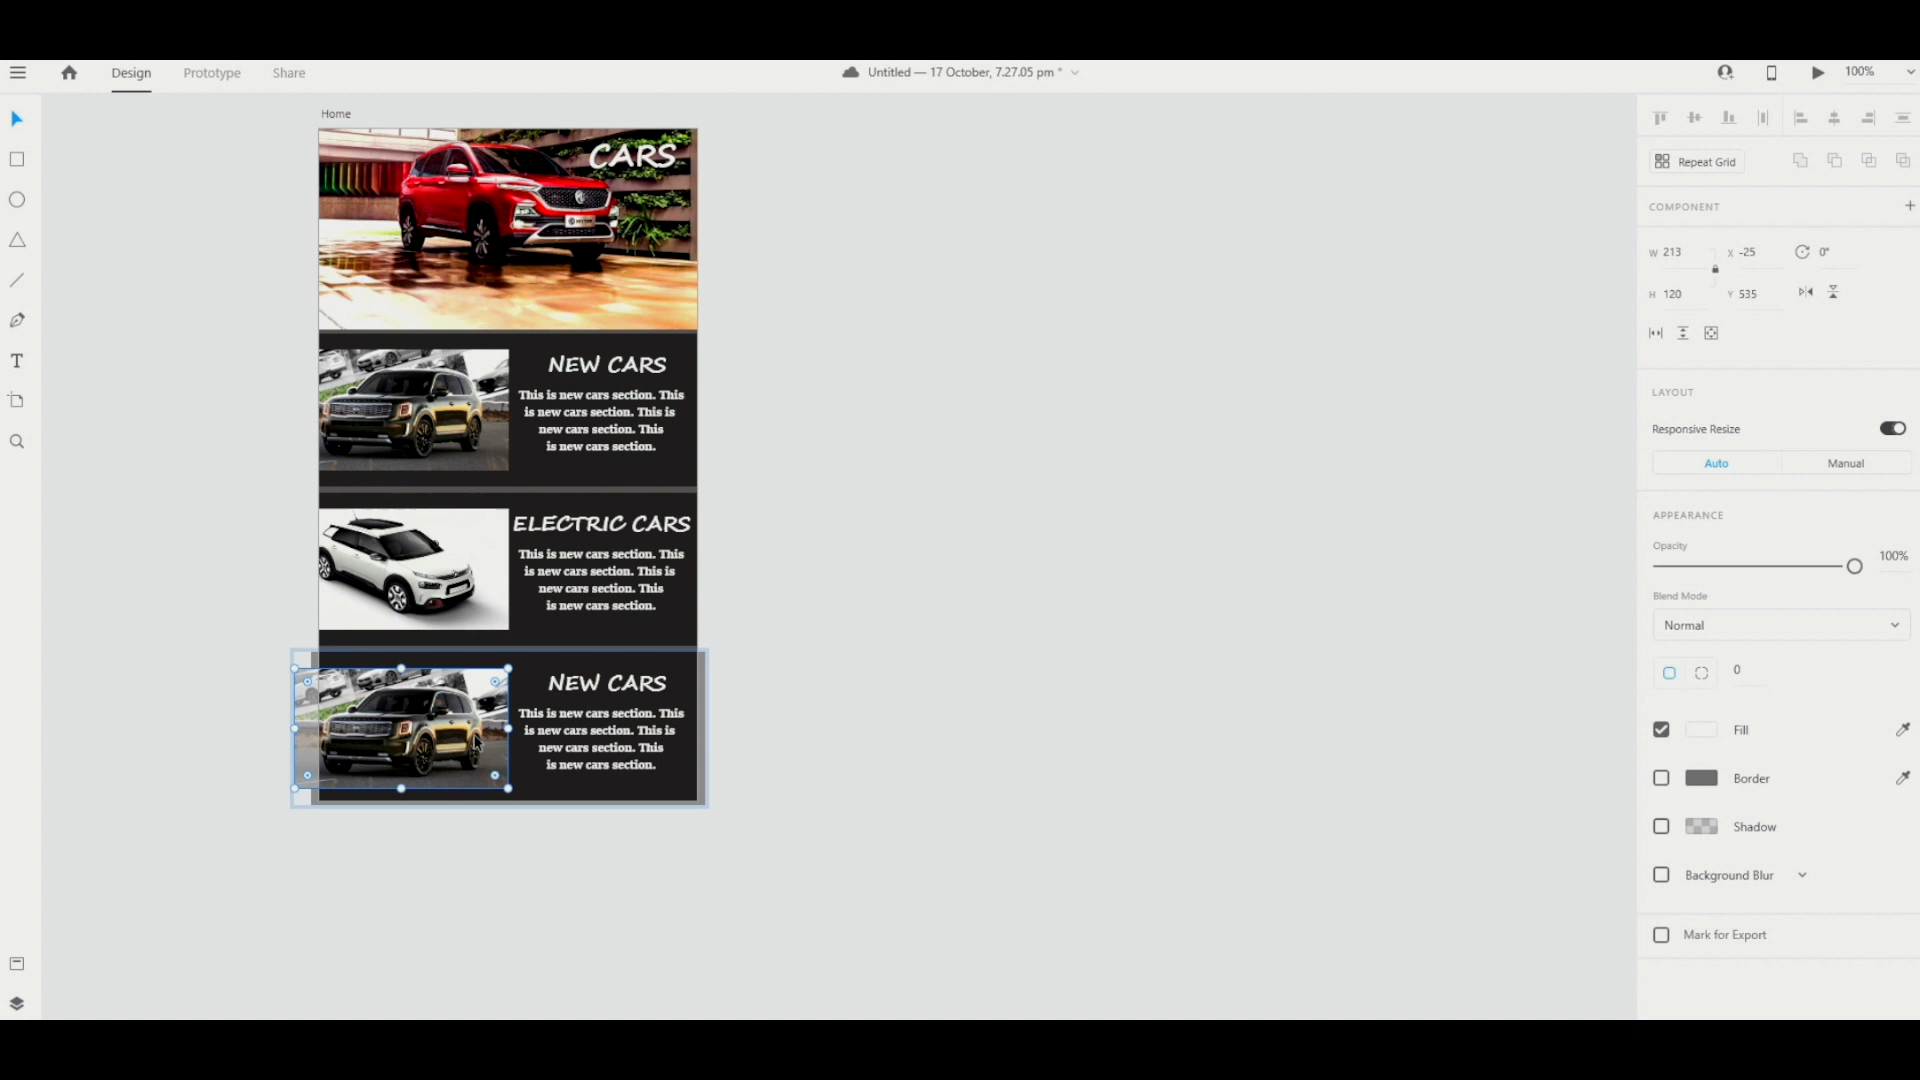 Design
Prototype
Share
Untitled — 17 October, 7.27.05 pm *
100%
Home
CARS
NEW CARS
This is new cars section. This
is new cars section. This is
new cars section. This
is new cars section.
ELECTRIC CARS
This is new cars section. This
is new cars section. This is
new cars section. This
is new cars section.
NEW CARS
This is new cars section. This
is new cars section. This is
new cars section. This
is new cars section.
Repeat Grid
COMPONENT
W 213
X -25
0°
H 120
Y 535
LAYOUT
Responsive Resize
Auto
Manual
APPEARANCE
Opacity
100%
Blend Mode
Normal
0
Fill
Border
Shadow
Background Blur
Mark for Export